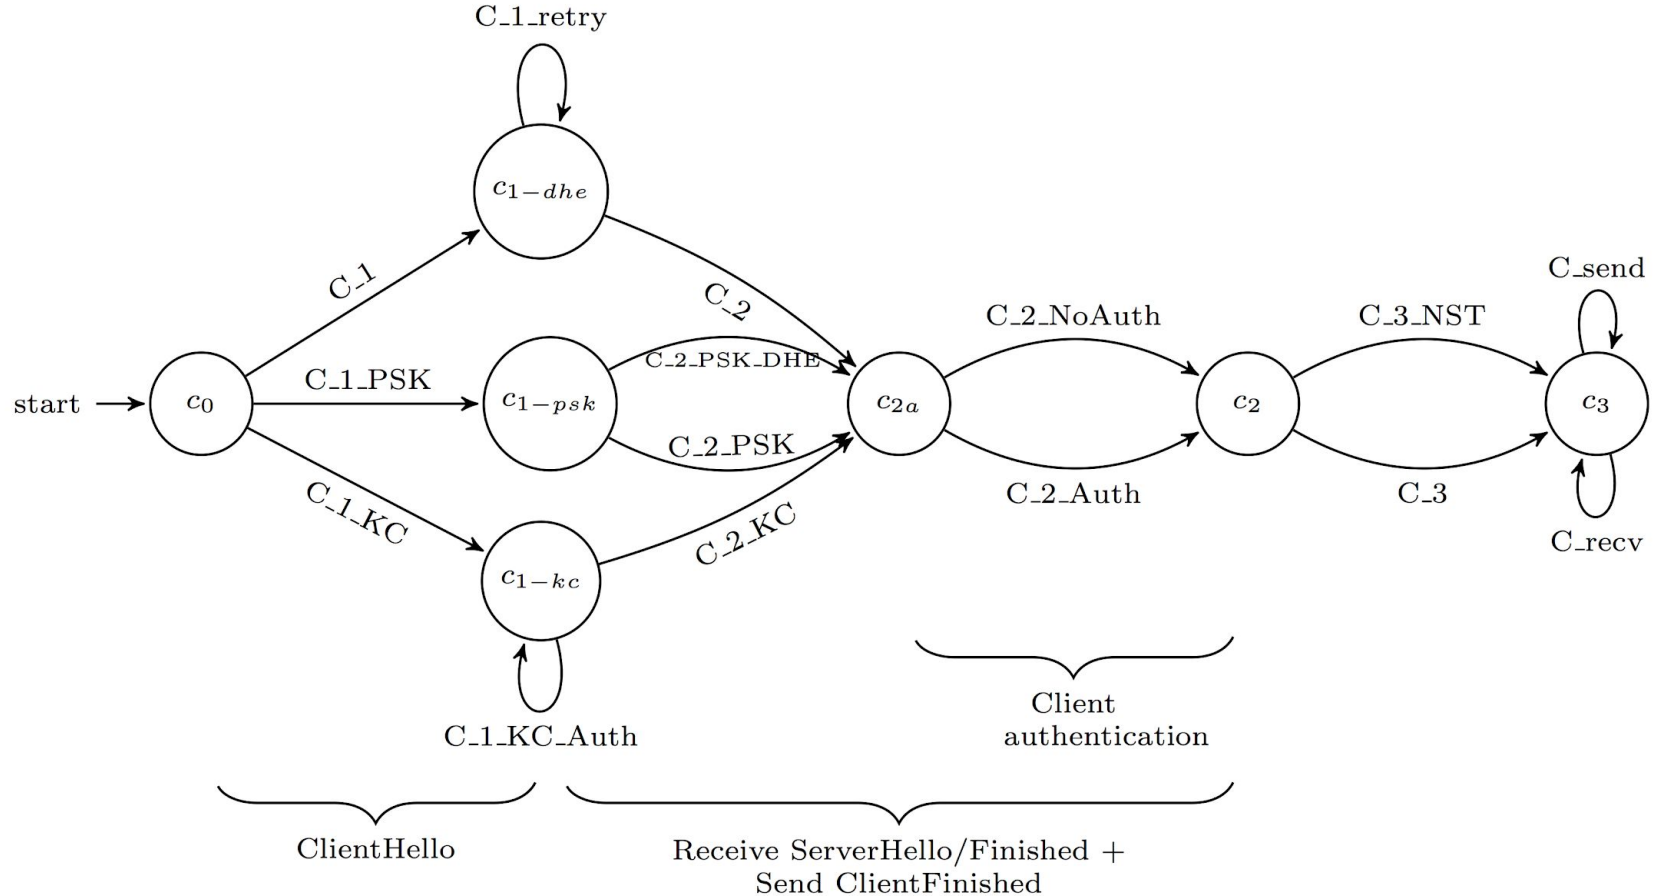 C_1_retry
c1−dhe
C_1
C_2
C_send
C_2_NoAuth
C_3_NST
C_2_PSK_DHE
C_1_PSK
start
c0
c1−psk
c2a
c2
c3
C_2_PSK
C_2_Auth
C_3
C_1_KC
C_2_KC
C_recv
c1−kc
C_1_KC_Auth
Client
authentication
ClientHello
Receive ServerHello/Finished +
Send ClientFinished